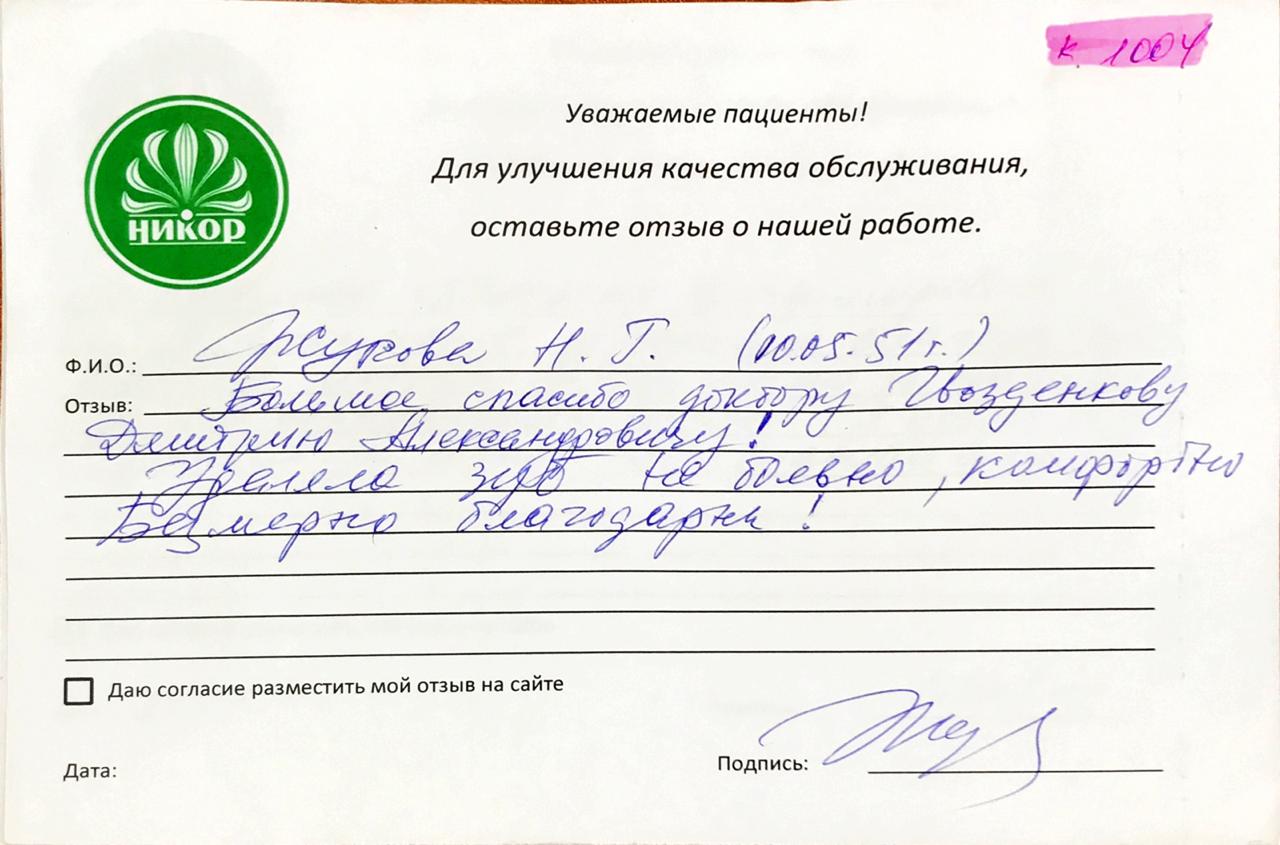 к 1004
Уважаемые пациенты!
Для улучшения качества обслуживания,
оставьте отзыв о нашей работе.
НИКОР
Ф.И.О.: Жукова Н. Г. (10.05.51г.)
Отзыв: Большое спасибо доктору Гвозденкову
Дмитрию Александровичу!
Удаляла зуб не больно, комфортно
Безмерно благодарна!
Даю согласие разместить мой отзыв на сайте
Дата:
Подпись: